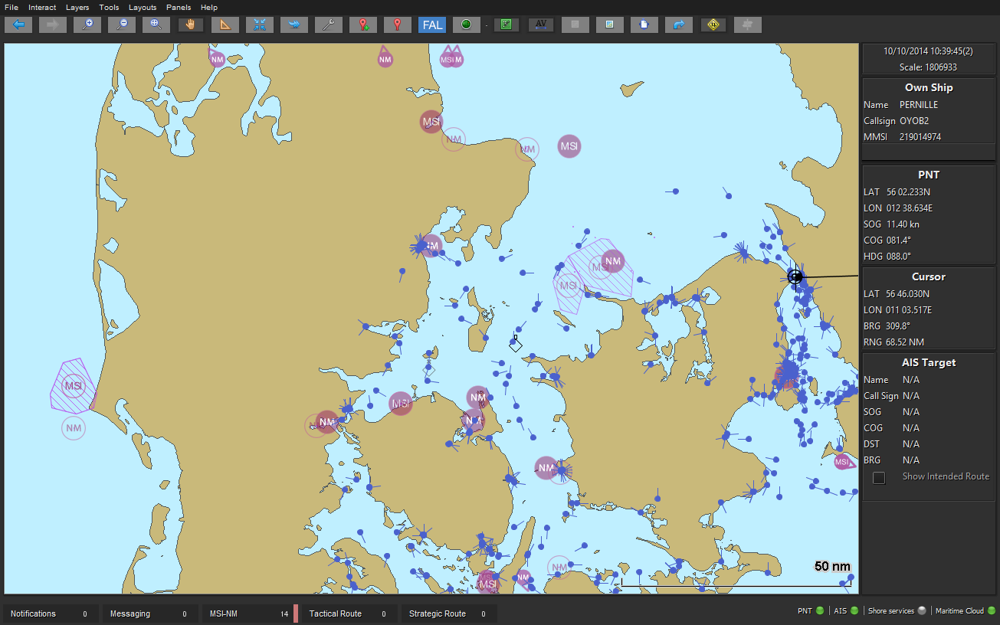 File Interact Layers Tools Layouts Panels Help
FAL AV
10/10/2014 10:39:45(2)
Scale: 1806933
Own Ship
Name PERNILLE
Callsign OYOB2
MMSI 219014974
PNT
LAT 56 02.233N
LON 012 38.634E
SOG 11.40 kn
COG 081.4°
HDG 088.0°
Cursor
LAT 56 46.030N
LON 011 03.517E
BRG 309.8°
RNG 68.52 NM
AIS Target
Name N/A
Call Sign N/A
SOG N/A
COG N/A
DST N/A
BRG N/A
Show Intended Route
NM
NM
MSI M
MSI
NM
NM
MSI
NM
MSI
NM
MSI
MSI
NM
NM
MSI
NM
NM
NM
MSI
NM
NM
MSI
NM
50 nm
Notifications 0 Messaging 0 MSI-NM 14 Tactical Route 0 Strategic Route 0
PNT AIS Shore services Maritime Cloud